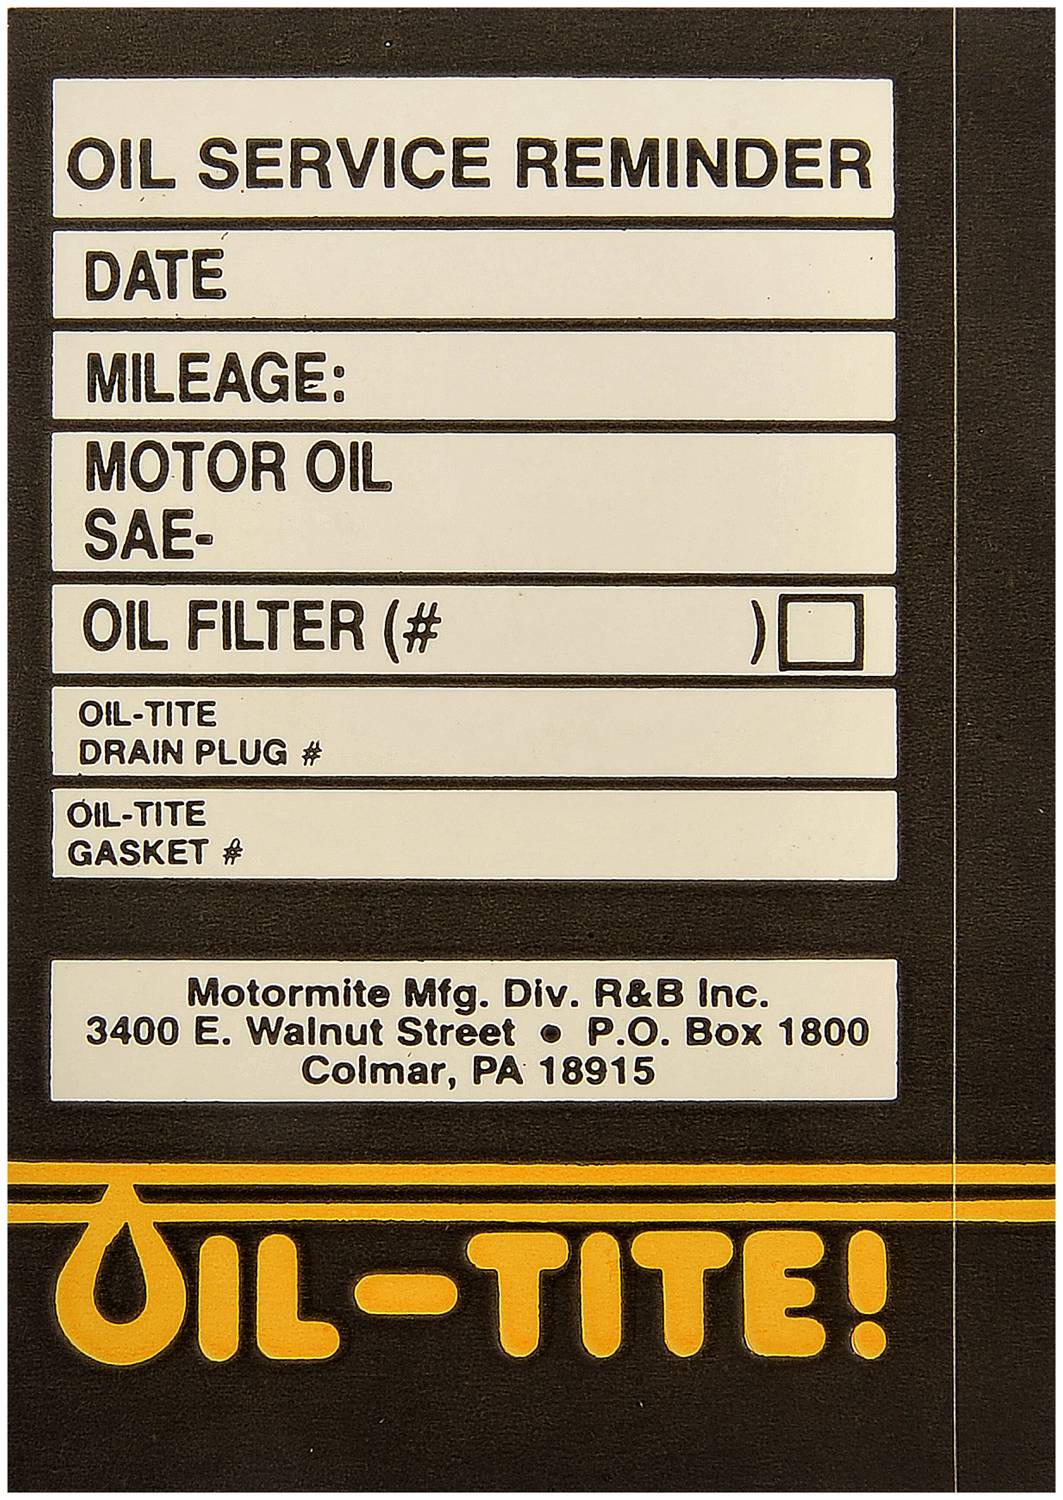 OIL SERVICE REMINDER
DATE
MILEAGE:
MOTOR OIL
SAE-
OIL FILTER (# )
OIL-TITE
DRAIN PLUG #
OIL-TITE
GASKET #
Motormite Mfg. Div. R&B Inc.
3400 E. Walnut Street • P.O. Box 1800
Colmar, PA 18915
OIL-TITE!